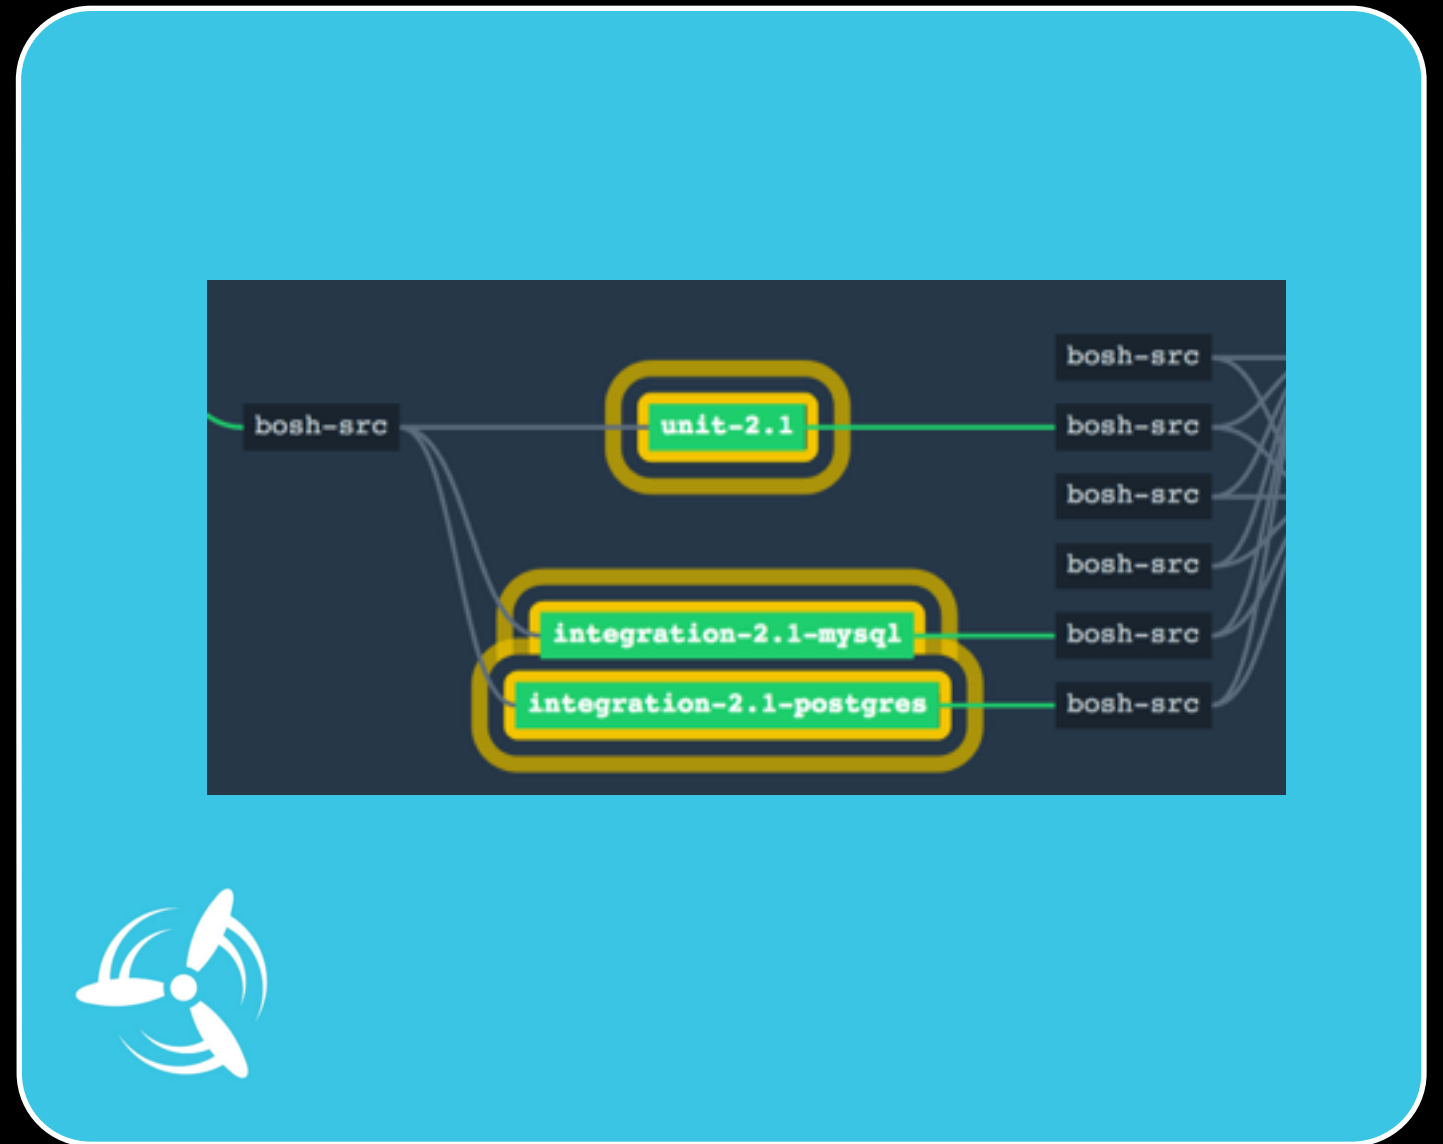 bosh-src
bosh-src unit-2.1 bosh-src
bosh-src
bosh-src
integration-2.1-mysql bosh-src
integration-2.1-postgres bosh-src